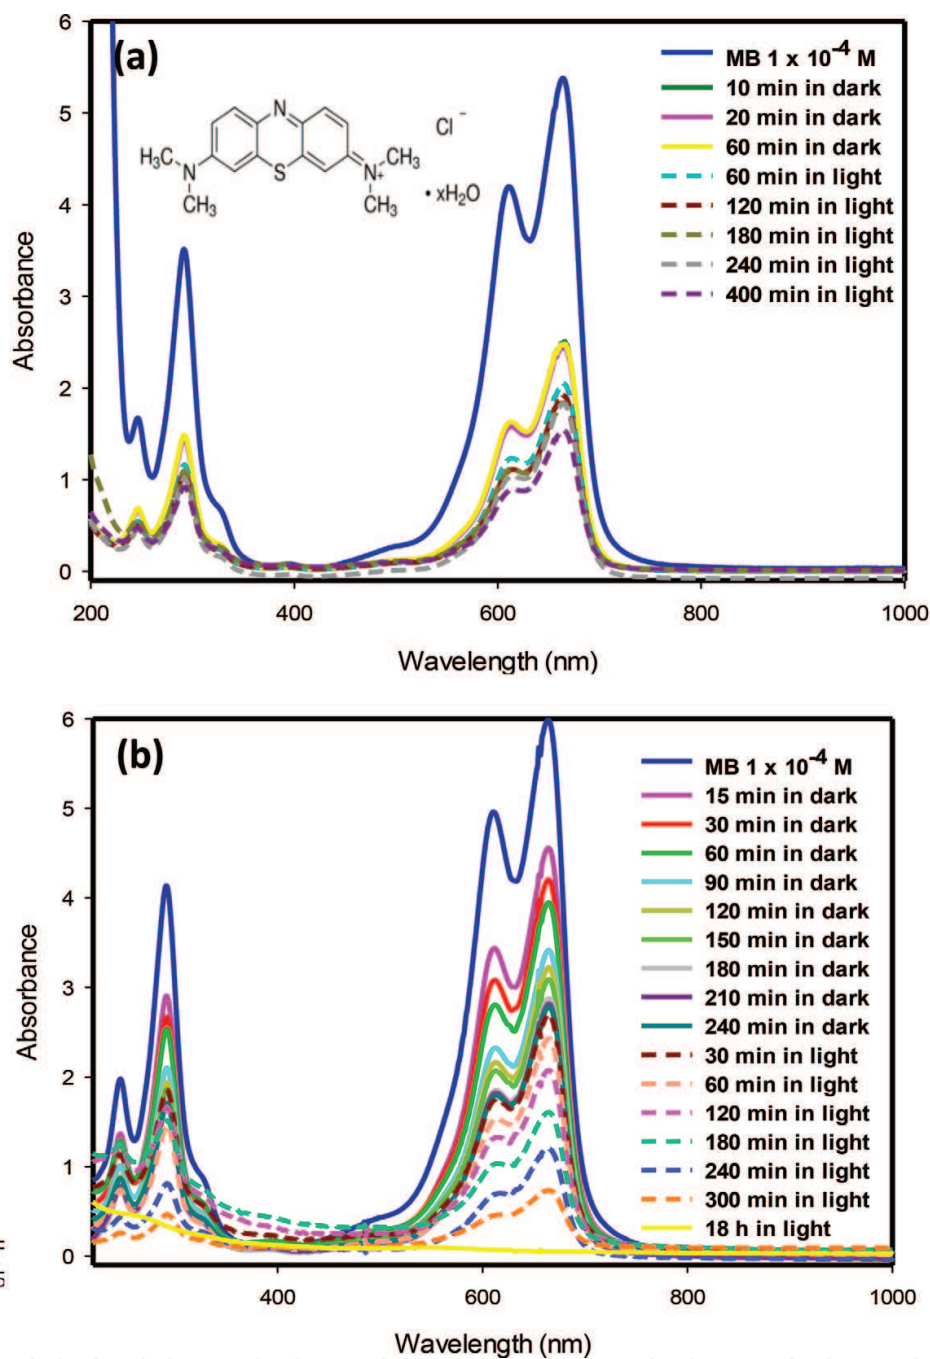 (a)
6
5
4
3
2
1
0
Absorbance
N
S
H₃C
N
CH₃
CH₃
N⁺
CH₃
Cl⁻
• xH₂O
MB 1 x 10⁻⁴ M
10 min in dark
20 min in dark
60 min in dark
60 min in light
120 min in light
180 min in light
240 min in light
400 min in light
200 400 600 800 1000
Wavelength (nm)
(b)
6
5
4
3
2
1
0
Absorbance
MB 1 x 10⁻⁴ M
15 min in dark
30 min in dark
60 min in dark
90 min in dark
120 min in dark
150 min in dark
180 min in dark
210 min in dark
240 min in dark
30 min in light
60 min in light
120 min in light
180 min in light
240 min in light
300 min in light
18 h in light
400 600 800 1000
Wavelength (nm)